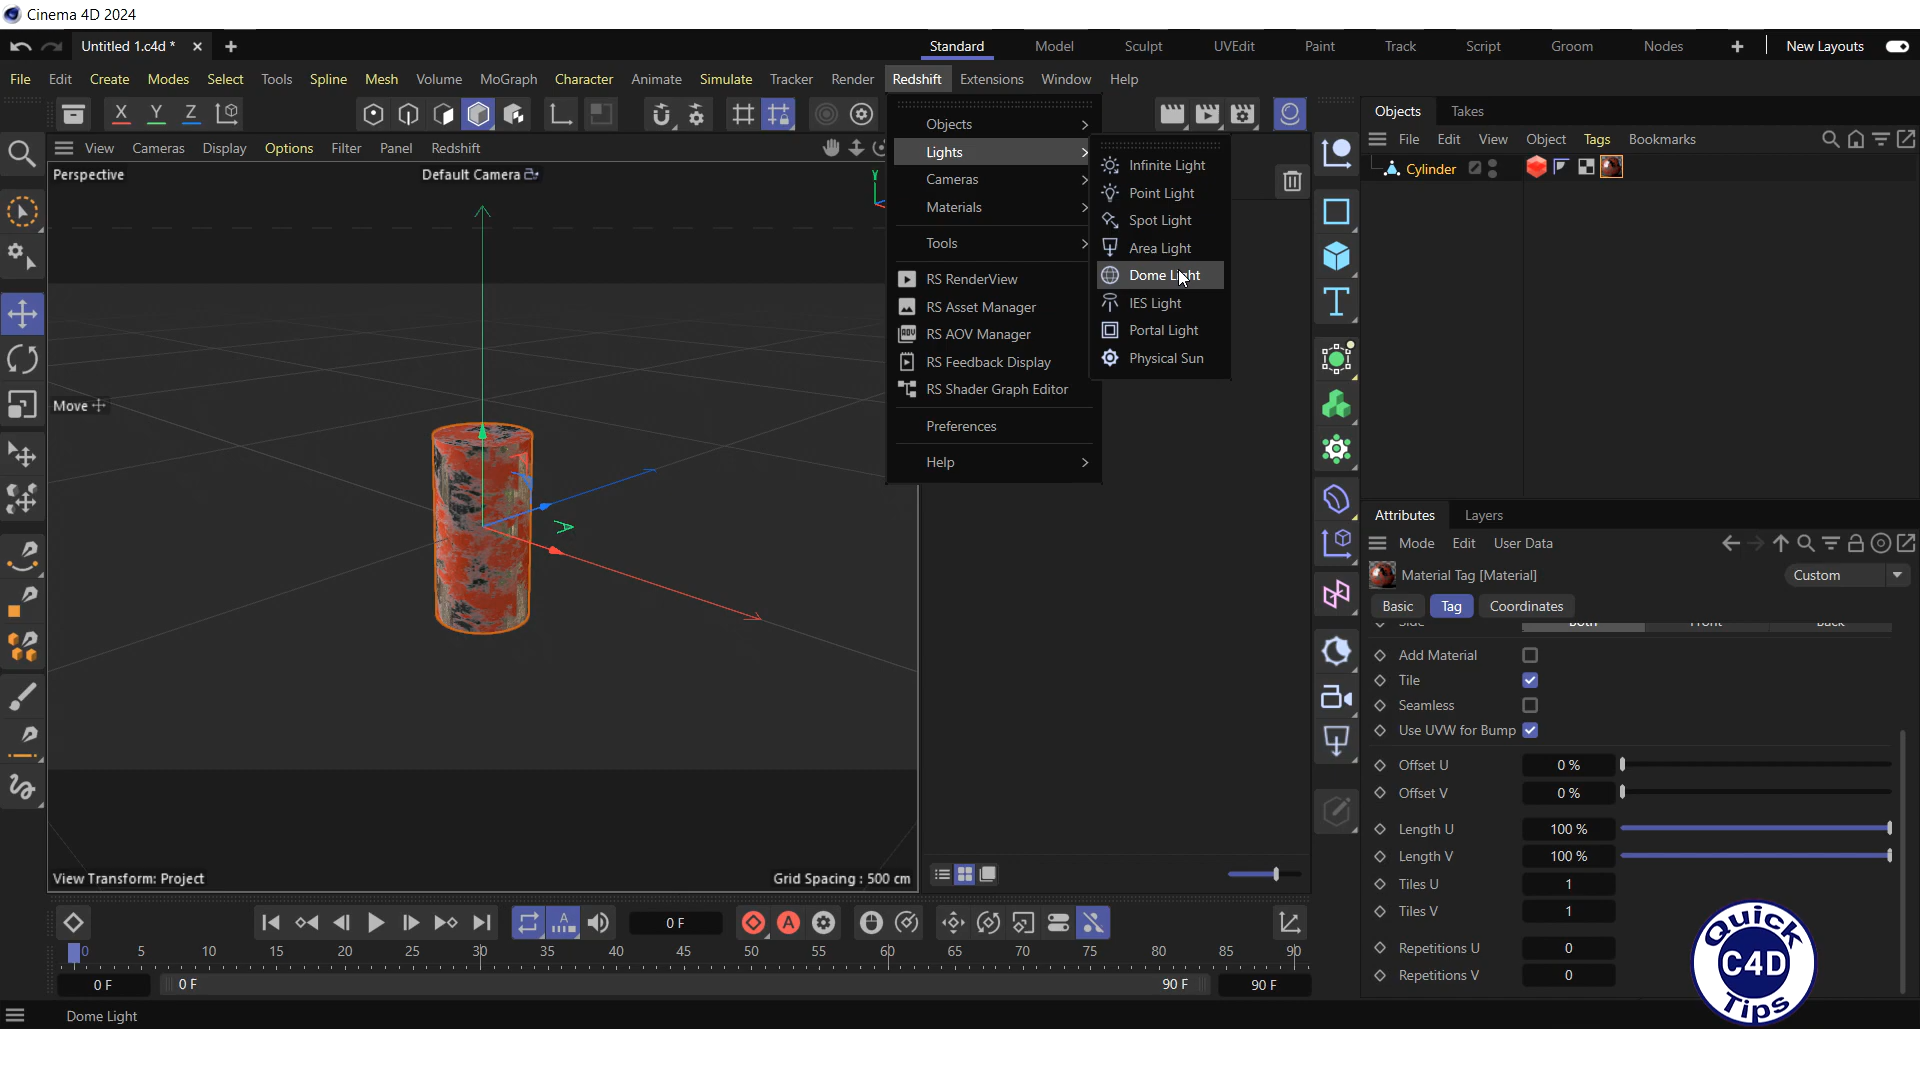 Cinema 4D 2024
Untitled 1.c4d *
Standard Model Sculpt UVEdit Paint Track Script Groom Nodes New Layouts
File Edit Create Modes Select Tools Spline Mesh Volume MoGraph Character Animate Simulate Tracker Render Redshift Extensions Window Help
X Y Z
Objects Takes
View Cameras Display Options Filter Panel Redshift
File Edit View Object Tags Bookmarks
Perspective
Default Camera
Y
Cylinder
Move
View Transform: Project
Grid Spacing : 500 cm
Objects
Lights
Cameras
Materials
Tools
RS RenderView
RS Asset Manager
AOV
RS AOV Manager
RS Feedback Display
RS Shader Graph Editor
Preferences
Help
Infinite Light
Point Light
Spot Light
Area Light
Dome Light
IES Light
Portal Light
Physical Sun
T
Attributes Layers
Mode Edit User Data
Material Tag [Material]
Custom
Basic Tag Coordinates
Side Both Front Back
Add Material
Tile
Seamless
Use UVW for Bump
Offset U 0 %
Offset V 0 %
Length U 100 %
Length V 100 %
Tiles U 1
Tiles V 1
Repetitions U 0
Repetitions V 0
A
0 F
A
0 5 10 15 20 25 30 35 40 45 50 55 60 65 70 75 80 85 90
0 F 0 F 90 F 90 F
Dome Light
Quick
C4D
Tips